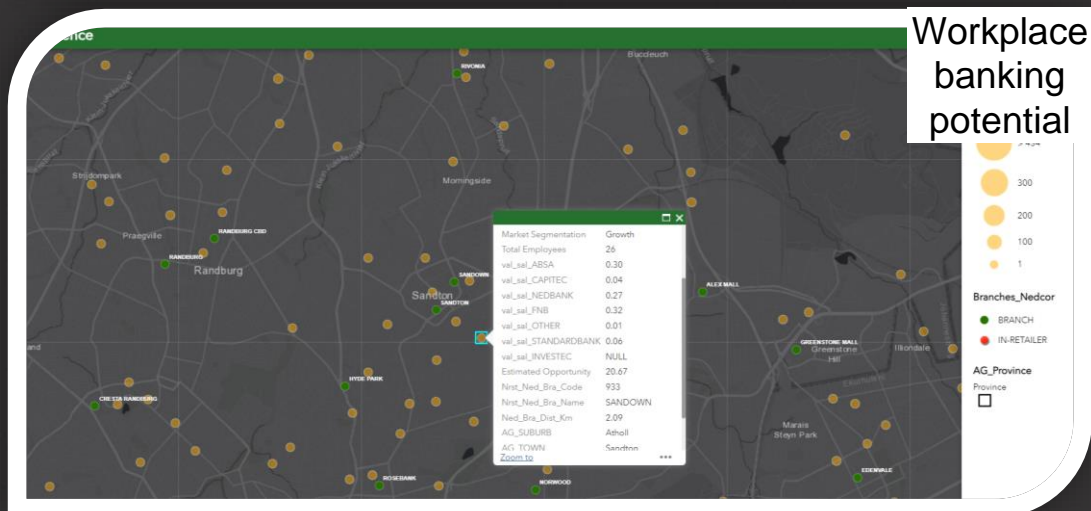 ence
Workplace
banking
potential
Bucdeuch
RIVONIA
Strijdompark
Morningside
Praegville
RANDBURG CBD
RANDBURG
Randburg
SANDOWN
Sandton
SANDTON
ALEX MALL
GREENSTONE MALL
Greenstone
Hill
Illiondale
and
HYDE PARK
CRESTA RANDBURG
Marais
Steyn Park
ROSEBANK
NORWOOD
EDENVALE
Market Segmentation Growth
Total Employees 26
val_sal_ABSA 0.30
val_sal_CAPITEC 0.04
val_sal_NEDBANK 0.27
val_sal_FNB 0.32
val_sal_OTHER 0.01
val_sal_STANDARDBANK 0.06
val_sal_INVESTEC NULL
Estimated Opportunity 20.67
Nrst_Ned_Bra_Code 933
Nrst_Ned_Bra_Name SANDOWN
Ned_Bra_Dist_Km 2.09
AG_SUBURB Atholl
AG_TOWN Sandton
Zoom to
300
200
100
1
Branches_Nedcor
BRANCH
IN-RETAILER
AG_Province
Province